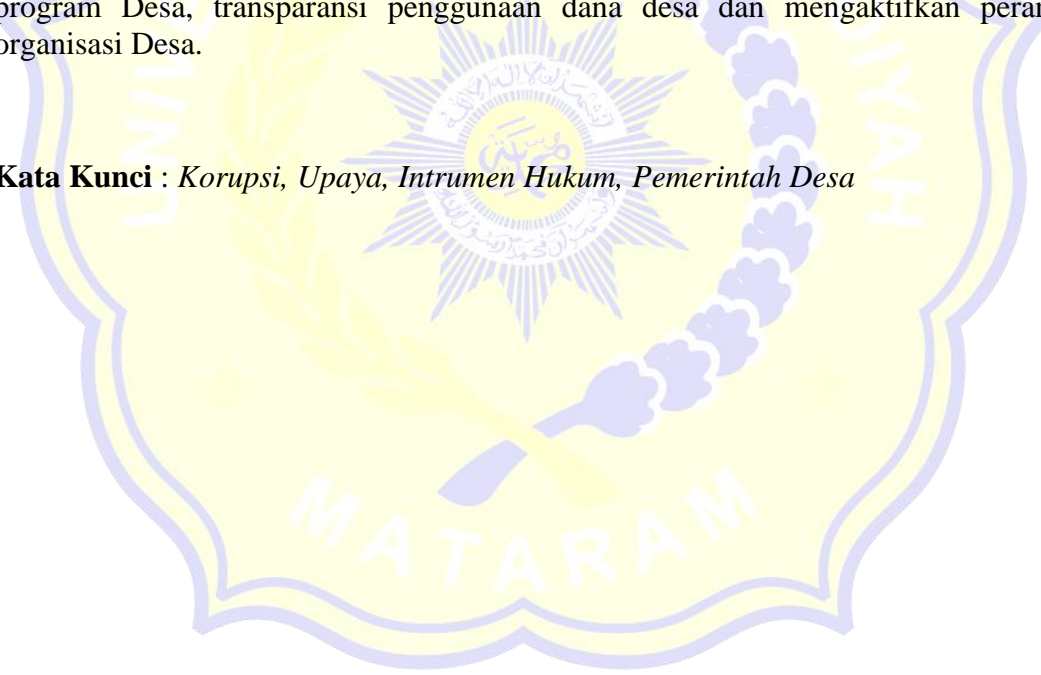 program Desa, transparansi penggunaan dana desa dan mengaktifkan peran
organisasi Desa.
Kata Kunci : Korupsi, Upaya, Intrumen Hukum, Pemerintah Desa
MATARAM